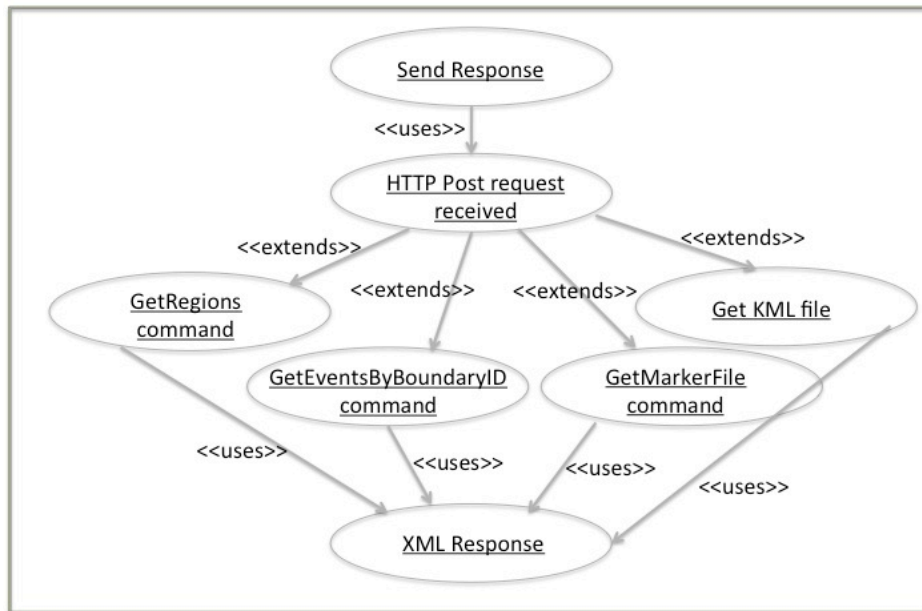 Send Response
<<uses>>
HTTP Post request
received
<<extends>>
<<extends>>
<<extends>>
<<extends>>
GetRegions
command
Get KML file
GetEventsByBoundaryID
command
GetMarkerFile
command
<<uses>>
<<uses>>
<<uses>>
<<uses>>
XML Response